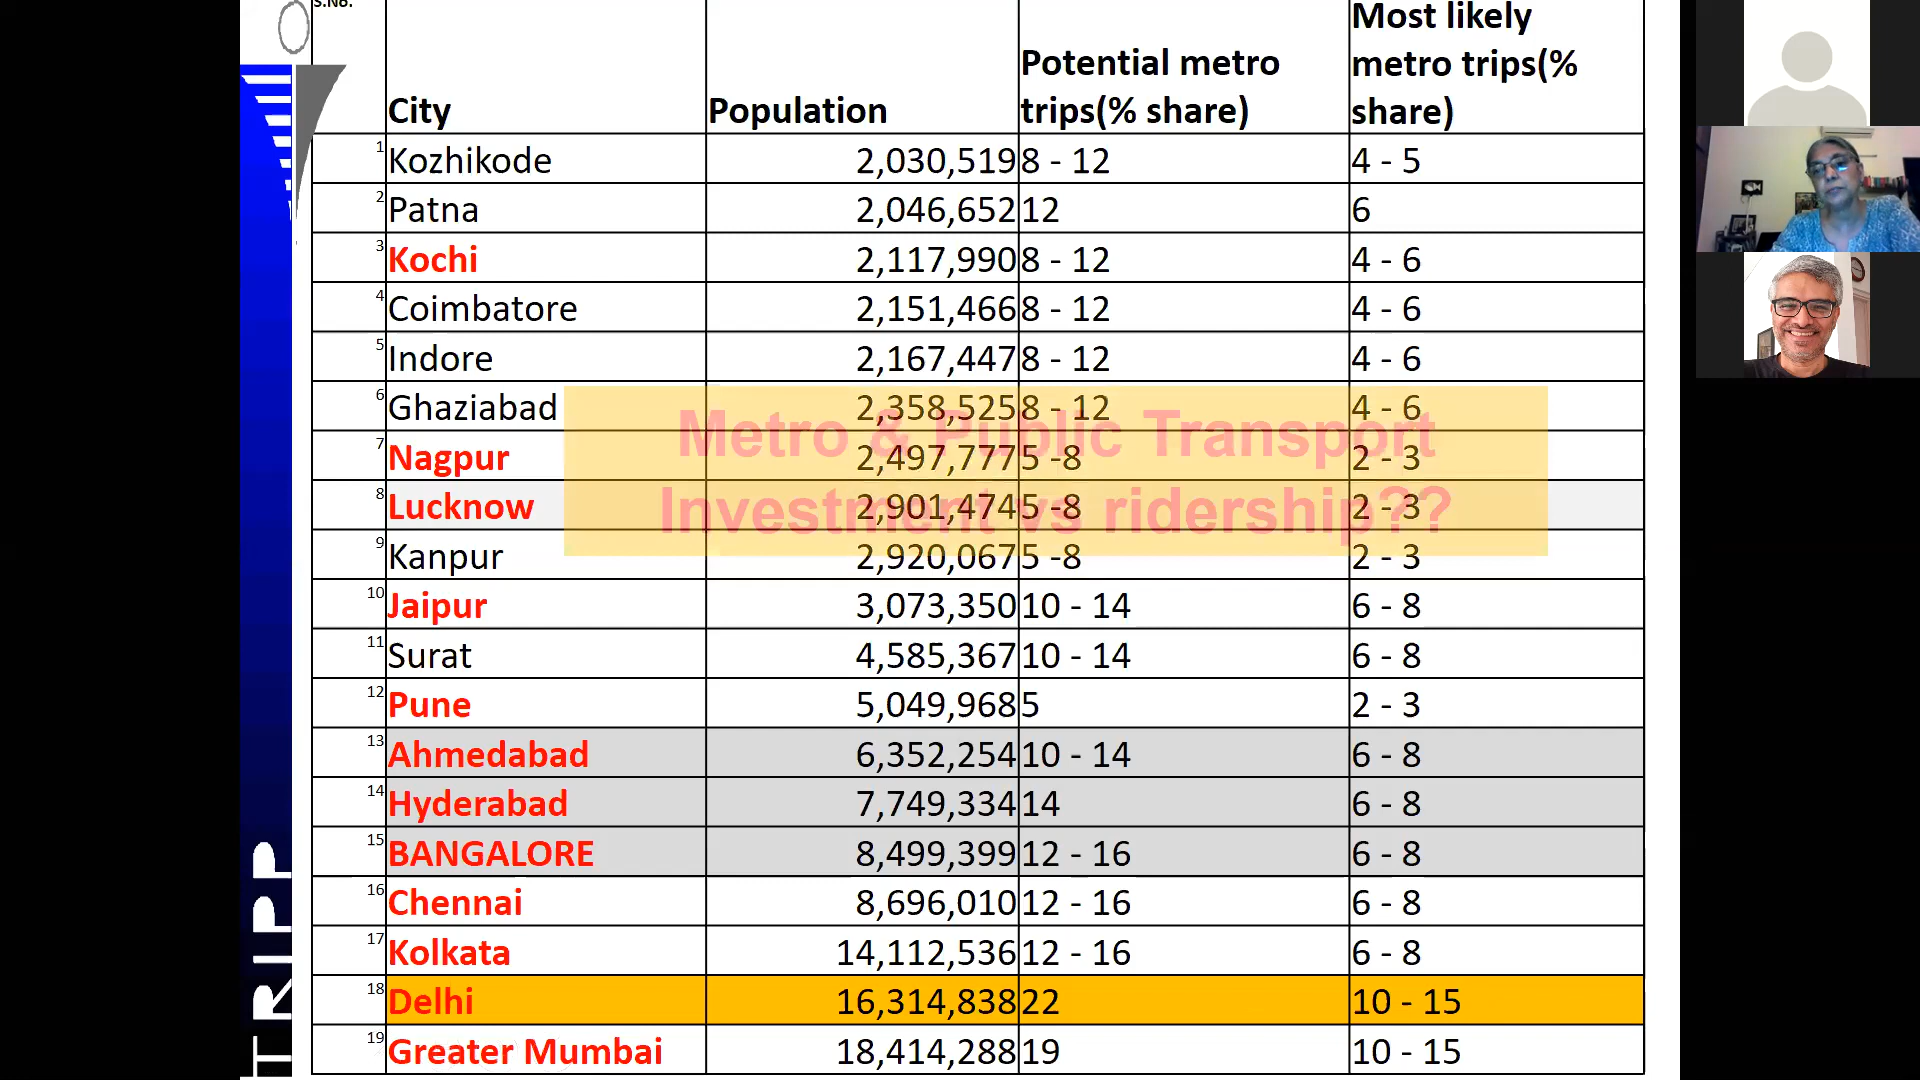 S.No.
City Population Potential metro trips(% share) Most likely metro trips(% share)
1 Kozhikode 2,030,519 8 - 12 4 - 5
2 Patna 2,046,652 12 6
3 Kochi 2,117,990 8 - 12 4 - 6
4 Coimbatore 2,151,466 8 - 12 4 - 6
5 Indore 2,167,447 8 - 12 4 - 6
6 Ghaziabad 2,358,525 8 - 12 4 - 6
Metro & Public Transport
7 Nagpur 2,497,777 5 -8 2 - 3
8 Lucknow 2,901,474 5 -8 2 - 3
Investment vs ridership??
9 Kanpur 2,920,067 5 -8 2 - 3
10 Jaipur 3,073,350 10 - 14 6 - 8
11 Surat 4,585,367 10 - 14 6 - 8
12 Pune 5,049,968 5 2 - 3
13 Ahmedabad 6,352,254 10 - 14 6 - 8
14 Hyderabad 7,749,334 14 6 - 8
15 BANGALORE 8,499,399 12 - 16 6 - 8
16 Chennai 8,696,010 12 - 16 6 - 8
17 Kolkata 14,112,536 12 - 16 6 - 8
18 Delhi 16,314,838 22 10 - 15
19 Greater Mumbai 18,414,288 19 10 - 15
TRIPP